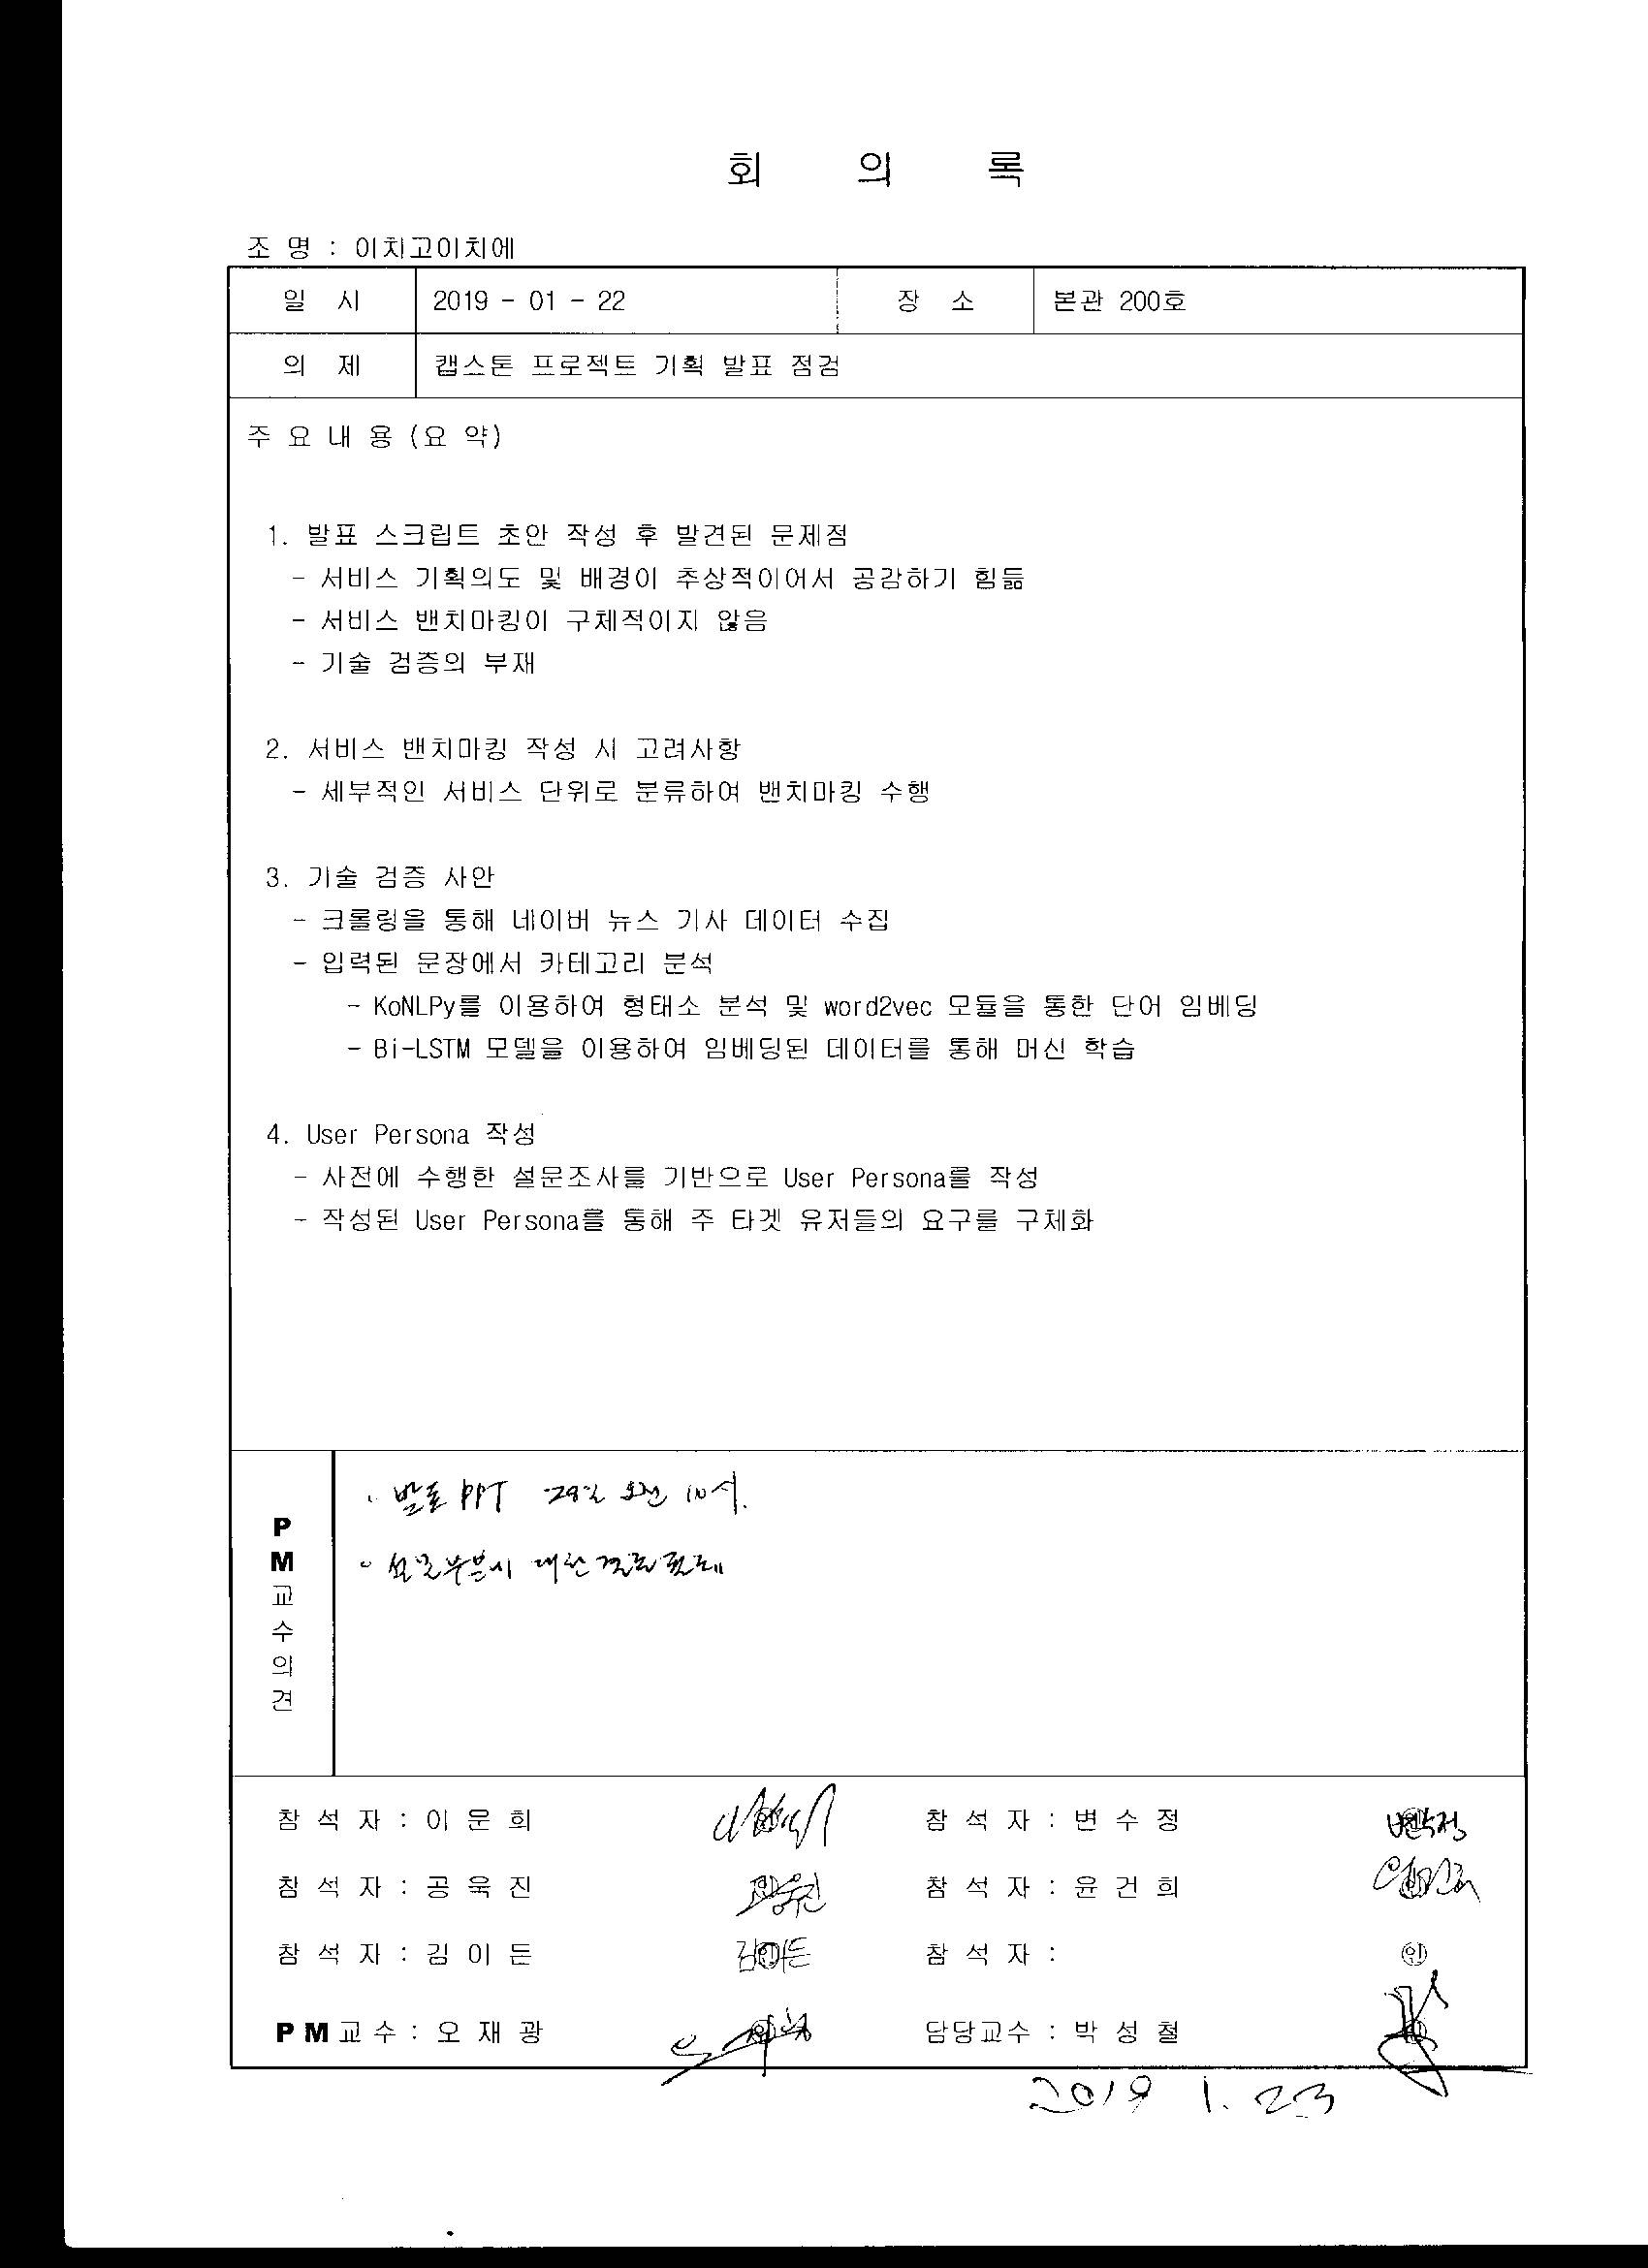 회 의 록
조 명 : 이치고이치에
일 시 2019 - 01 - 22 장 소 본관 200호
의 제 캡스톤 프로젝트 기획 발표 점검
주 요 내 용 (요 약)
1. 발표 스크립트 초안 작성 후 발견된 문제점
- 서비스 기획의도 및 배경이 추상적이어서 공감하기 힘듦
- 서비스 밴치마킹이 구체적이지 않음
- 기술 검증의 부재
2. 서비스 밴치마킹 작성 시 고려사항
- 세부적인 서비스 단위로 분류하여 밴치마킹 수행
3. 기술 검증 사안
- 크롤링을 통해 네이버 뉴스 기사 데이터 수집
- 입력된 문장에서 카테고리 분석
- KoNLPy를 이용하여 형태소 분석 및 word2vec 모듈을 통한 단어 임베딩
- Bi-LSTM 모델을 이용하여 임베딩된 데이터를 통해 머신 학습
4. User Persona 작성
- 사전에 수행한 설문조사를 기반으로 User Persona를 작성
- 작성된 User Persona를 통해 주 타겟 유저들의 요구를 구체화
PM교수의견
발표 PPT 오전 10시.
대한
참 석 자 : 이 문 희 참 석 자 : 변 수 정 변수정
참 석 자 : 공 욱 진 공욱진 참 석 자 : 윤 건 희
참 석 자 : 김 이 든 김이든 참 석 자 : 인
PM교수 : 오 재 광 담당교수 : 박 성 철
2019 1. 23